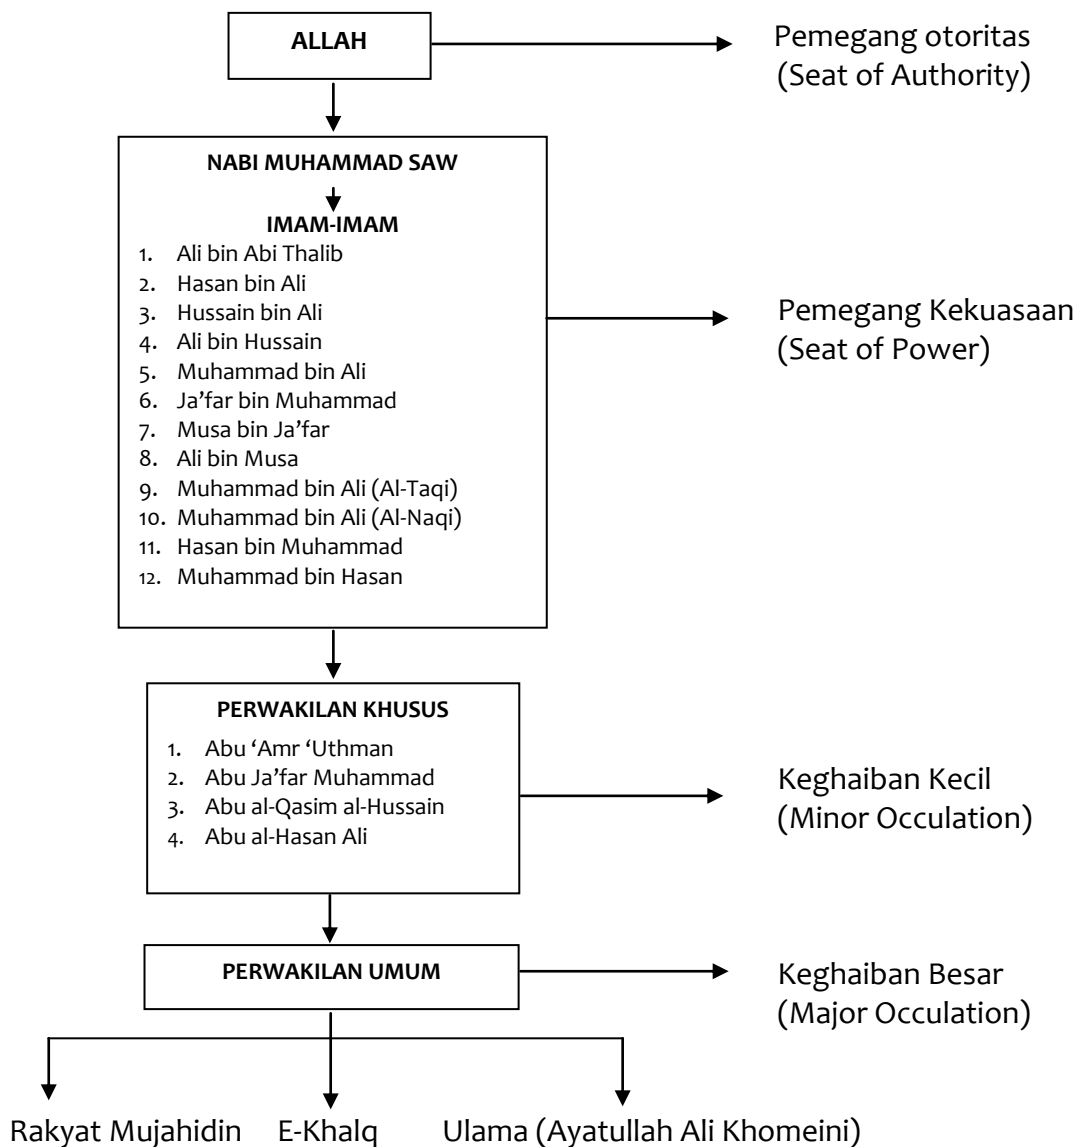 ALLAH
Pemegang otoritas
(Seat of Authority)
NABI MUHAMMAD SAW
IMAM-IMAM
1. Ali bin Abi Thalib
2. Hasan bin Ali
3. Hussain bin Ali
4. Ali bin Hussain
5. Muhammad bin Ali
6. Ja’far bin Muhammad
7. Musa bin Ja’far
8. Ali bin Musa
9. Muhammad bin Ali (Al-Taqi)
10. Muhammad bin Ali (Al-Naqi)
11. Hasan bin Muhammad
12. Muhammad bin Hasan
Pemegang Kekuasaan
(Seat of Power)
PERWAKILAN KHUSUS
1. Abu ‘Amr ‘Uthman
2. Abu Ja’far Muhammad
3. Abu al-Qasim al-Hussain
4. Abu al-Hasan Ali
Keghaiban Kecil
(Minor Occulation)
PERWAKILAN UMUM
Keghaiban Besar
(Major Occulation)
Rakyat Mujahidin
E-Khalq
Ulama (Ayatullah Ali Khomeini)